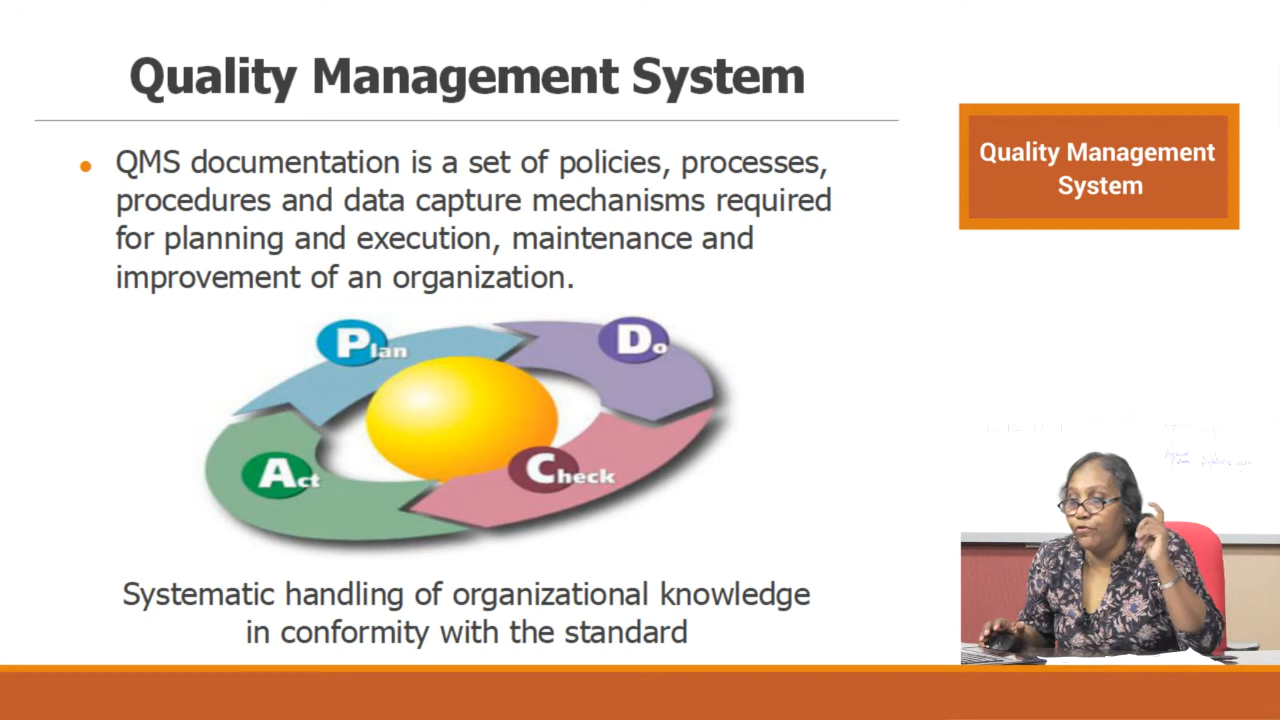 Quality Management System
• QMS documentation is a set of policies, processes,
procedures and data capture mechanisms required
for planning and execution, maintenance and
improvement of an organization.
Plan
Do
Act
Check
Systematic handling of organizational knowledge
in conformity with the standard
Quality Management
System